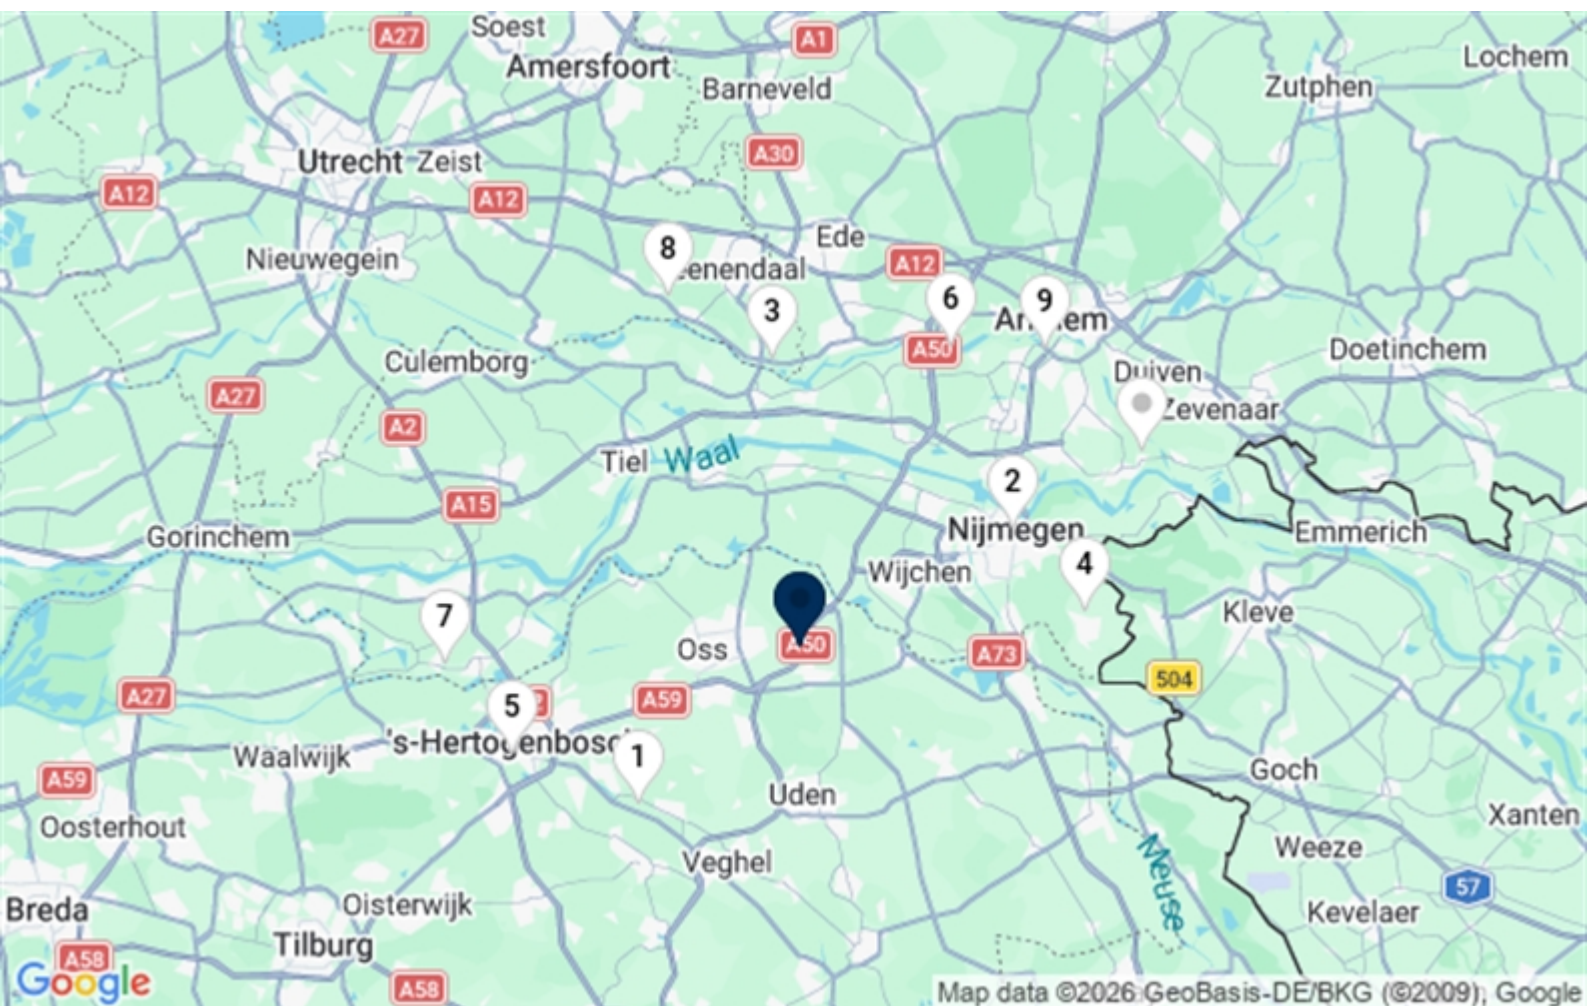 A27
Soest
A1
Lochem
Amersfoort
Barneveld
Zutphen
A30
Utrecht
Zeist
A12
A12
Nieuwegein
8
Ede
A12
enendaal
3
6
9
A50
Culemborg
Doetinchem
Duiven
A27
Zevenaar
A2
Tiel
Waal
2
A15
Gorinchem
Nijmegen
Emmerich
4
Wijchen
7
Kleve
Oss
A50
A73
504
A27
5
A59
's-Hertogenbosc
1
Waalwijk
A59
Uden
Goch
Oosterhout
Xanten
Veghel
Weeze
Meuse
57
Breda
Oisterwijk
Kevelaer
Tilburg
A58
Google
A58
Map data ©2026 GeoBasis-DE/BKG (©2009), Google